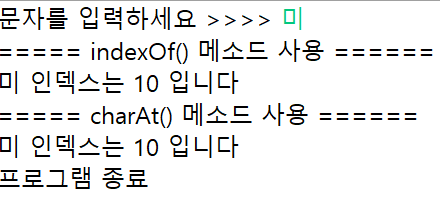 문자를 입력하세요 >>>> 미
===== indexOf() 메소드 사용 ======
미 인덱스는 10 입니다
===== charAt() 메소드 사용 ======
미 인덱스는 10 입니다
프로그램 종료